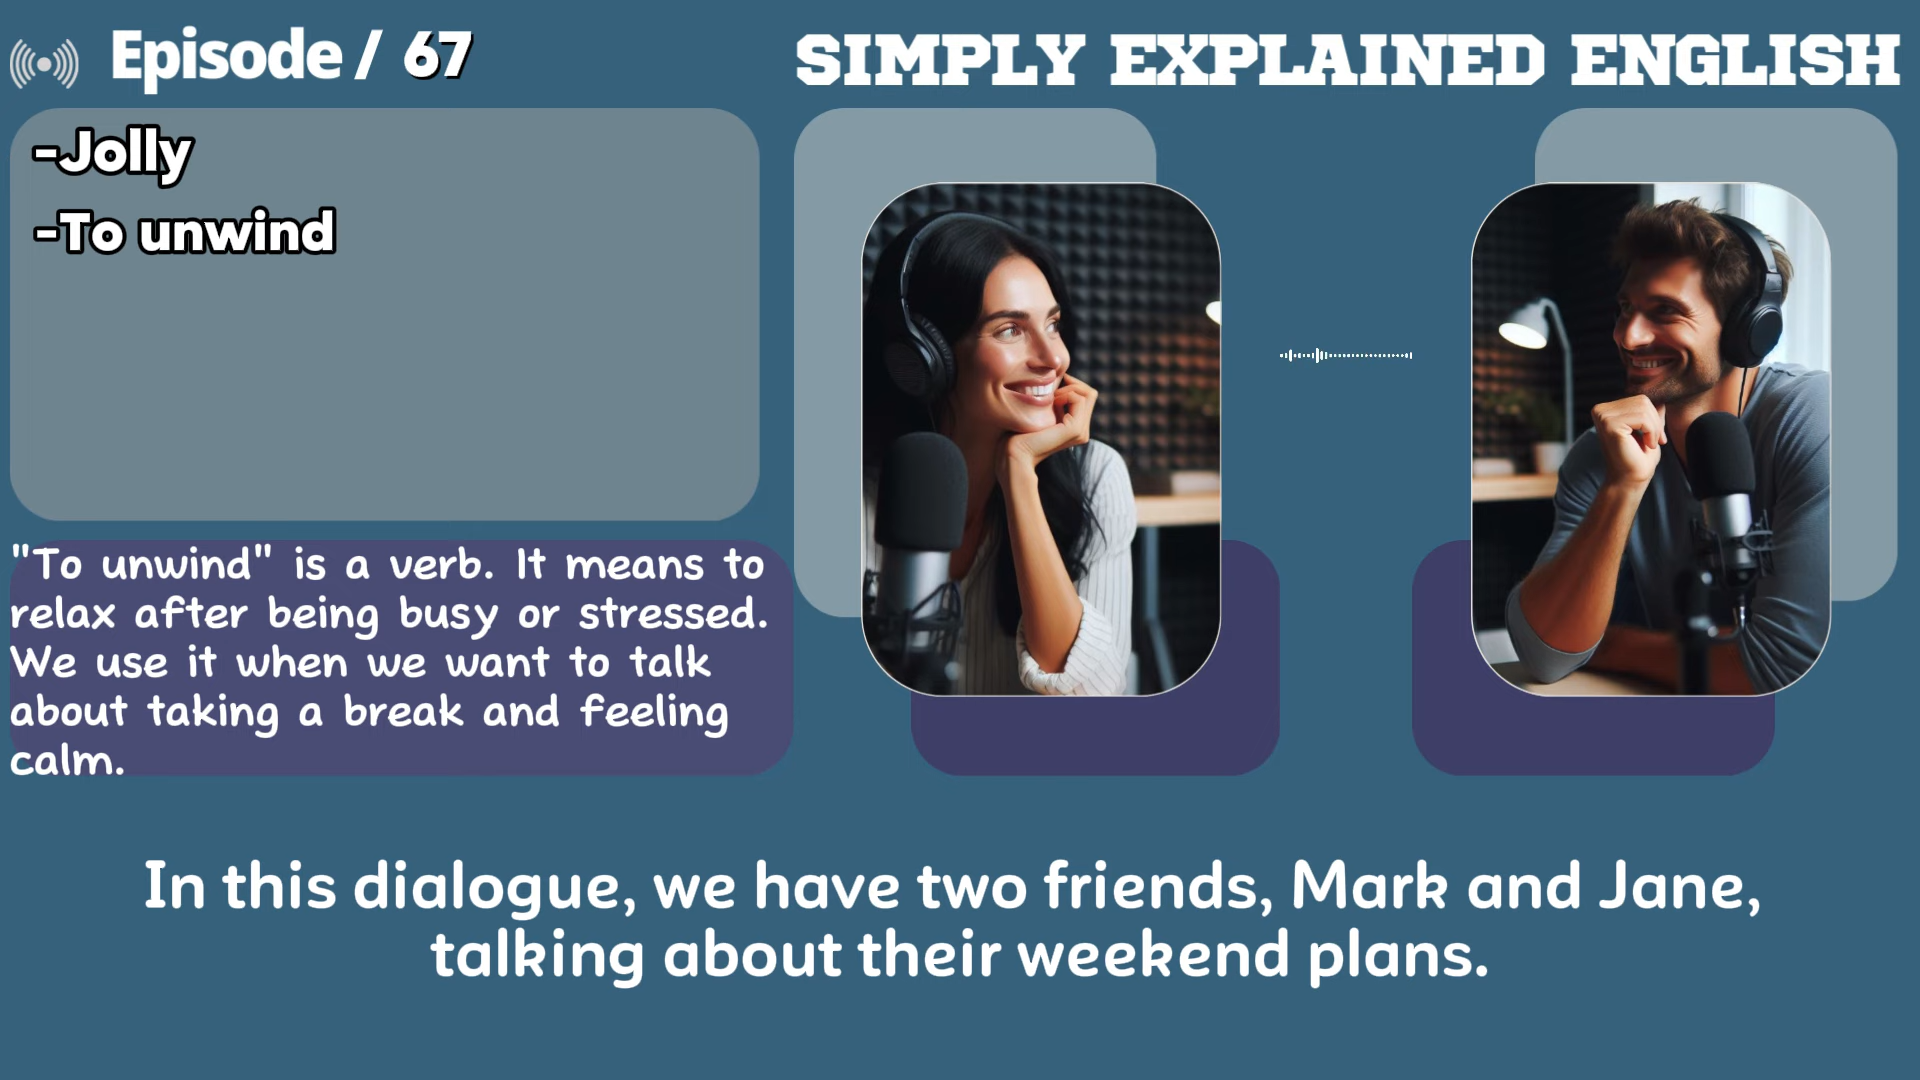 Episode / 67
SIMPLY EXPLAINED ENGLISH
-Jolly
-To unwind
"To unwind" is a verb. It means to
relax after being busy or stressed.
We use it when we want to talk
about taking a break and feeling
calm.
In this dialogue, we have two friends, Mark and Jane,
talking about their weekend plans.